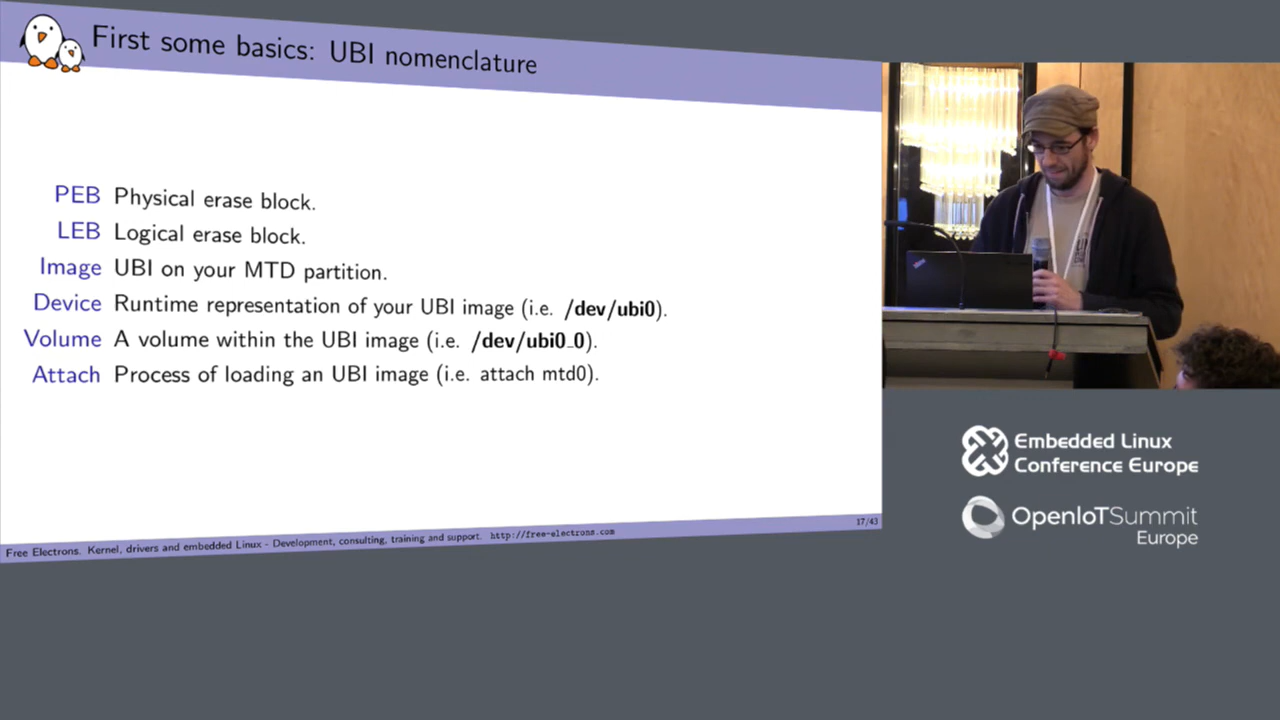 First some basics: UBI nomenclature
PEB Physical erase block.
LEB Logical erase block.
Image UBI on your MTD partition.
Device Runtime representation of your UBI image (i.e. /dev/ubi0).
Volume A volume within the UBI image (i.e. /dev/ubi0_0).
Attach Process of loading an UBI image (i.e. attach mtd0).
Free Electrons. Kernel, drivers and embedded Linux - Development, consulting, training and support. http://free-electrons.com
17/43
Embedded Linux
Conference Europe
OpenIoTSummit
Europe